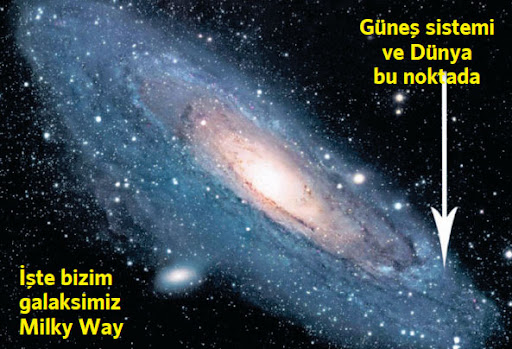 Güneş sistemi
ve Dünya
bu noktada
İşte bizim
galaksimiz
Milky Way